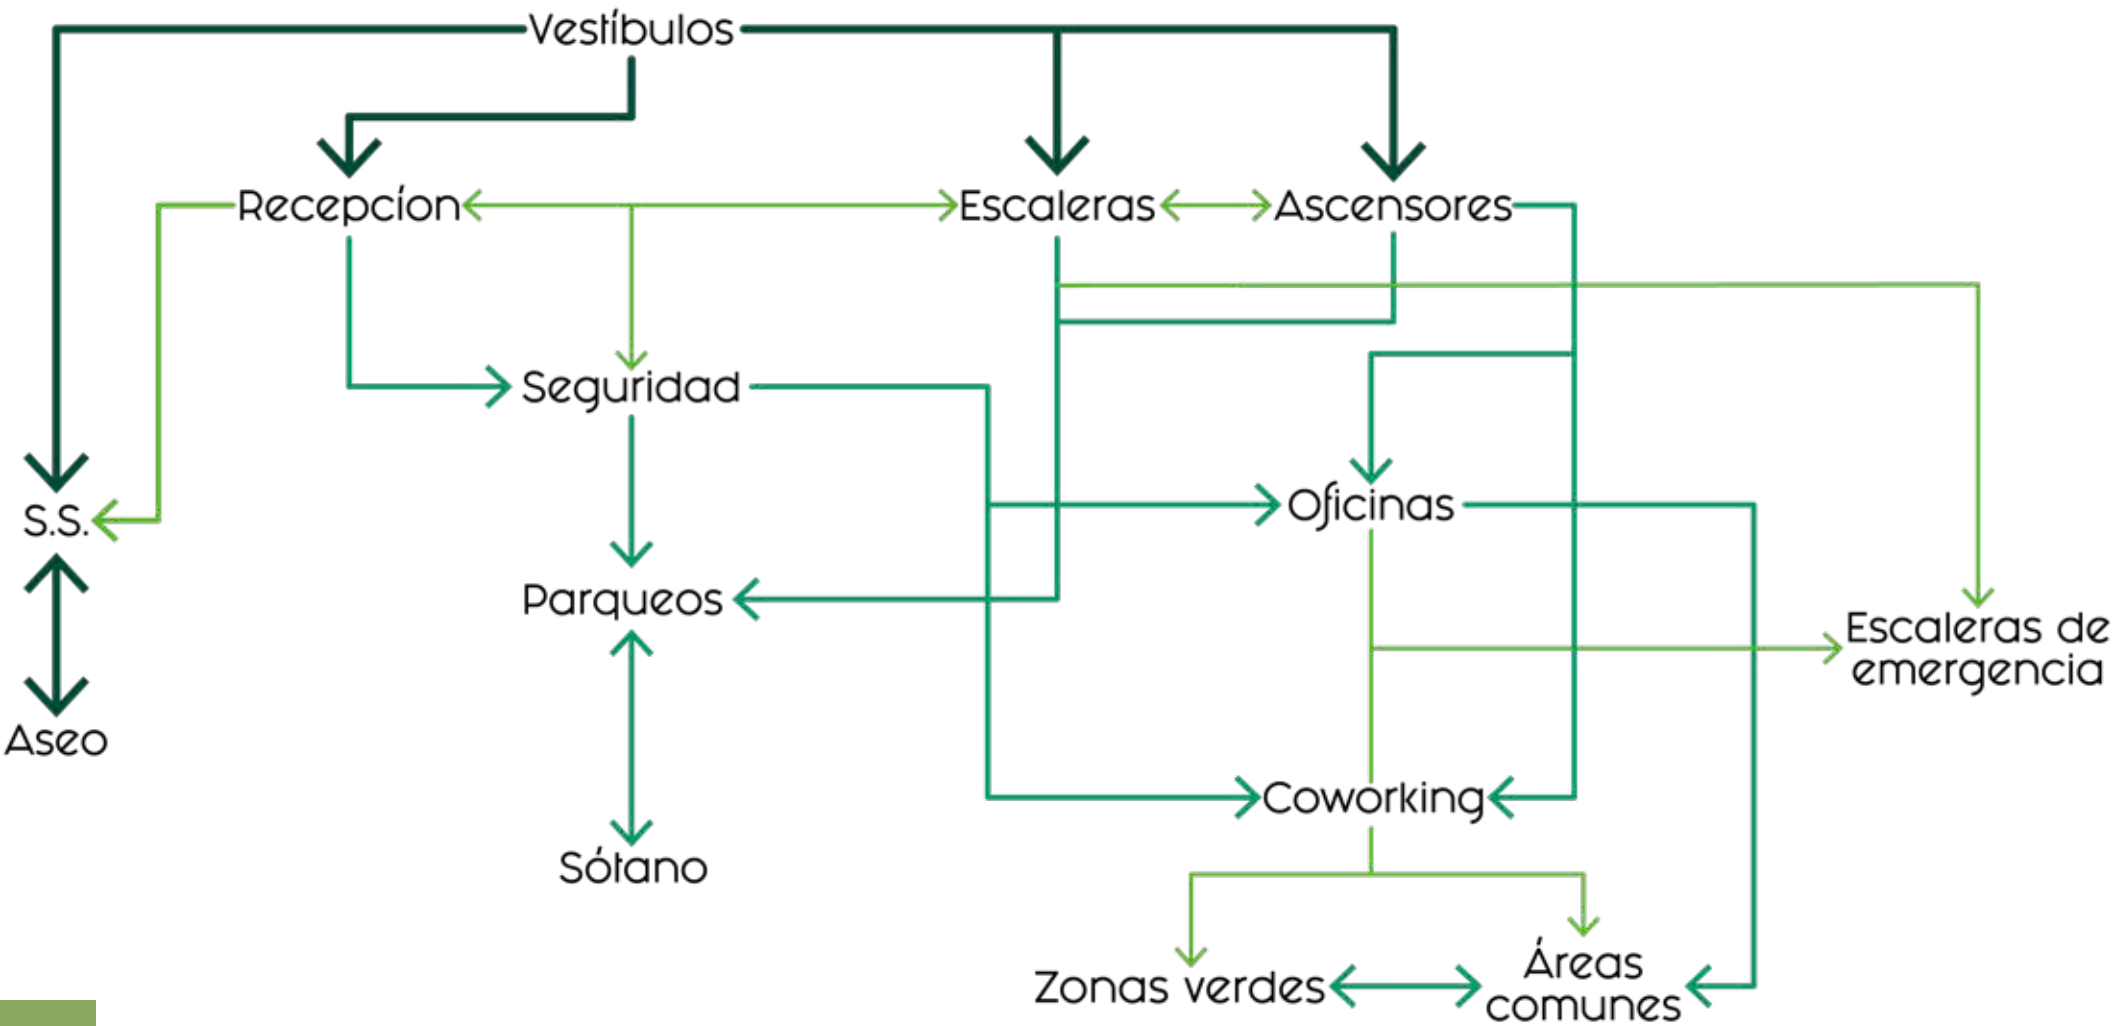 Vestíbulos
Recepcíon
Escaleras
Ascensores
Seguridad
S.S.
Oficinas
Parqueos
Escaleras de
emergencia
Aseo
Coworking
Sótano
Zonas verdes
Áreas
comunes